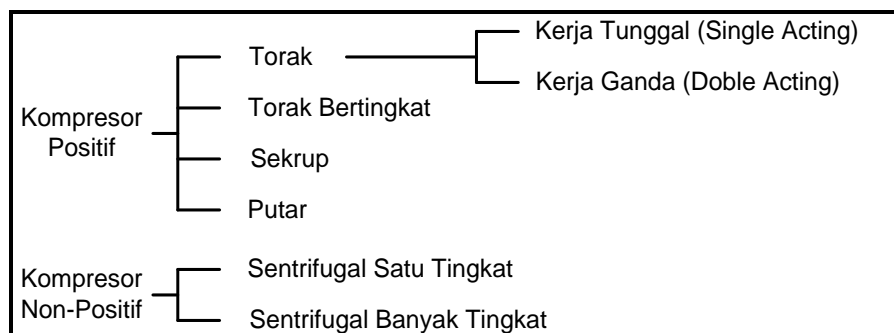 Kompresor
Positif
Torak
Kerja Tunggal (Single Acting)
Kerja Ganda (Doble Acting)
Torak Bertingkat
Sekrup
Putar
Kompresor
Non-Positif
Sentrifugal Satu Tingkat
Sentrifugal Banyak Tingkat